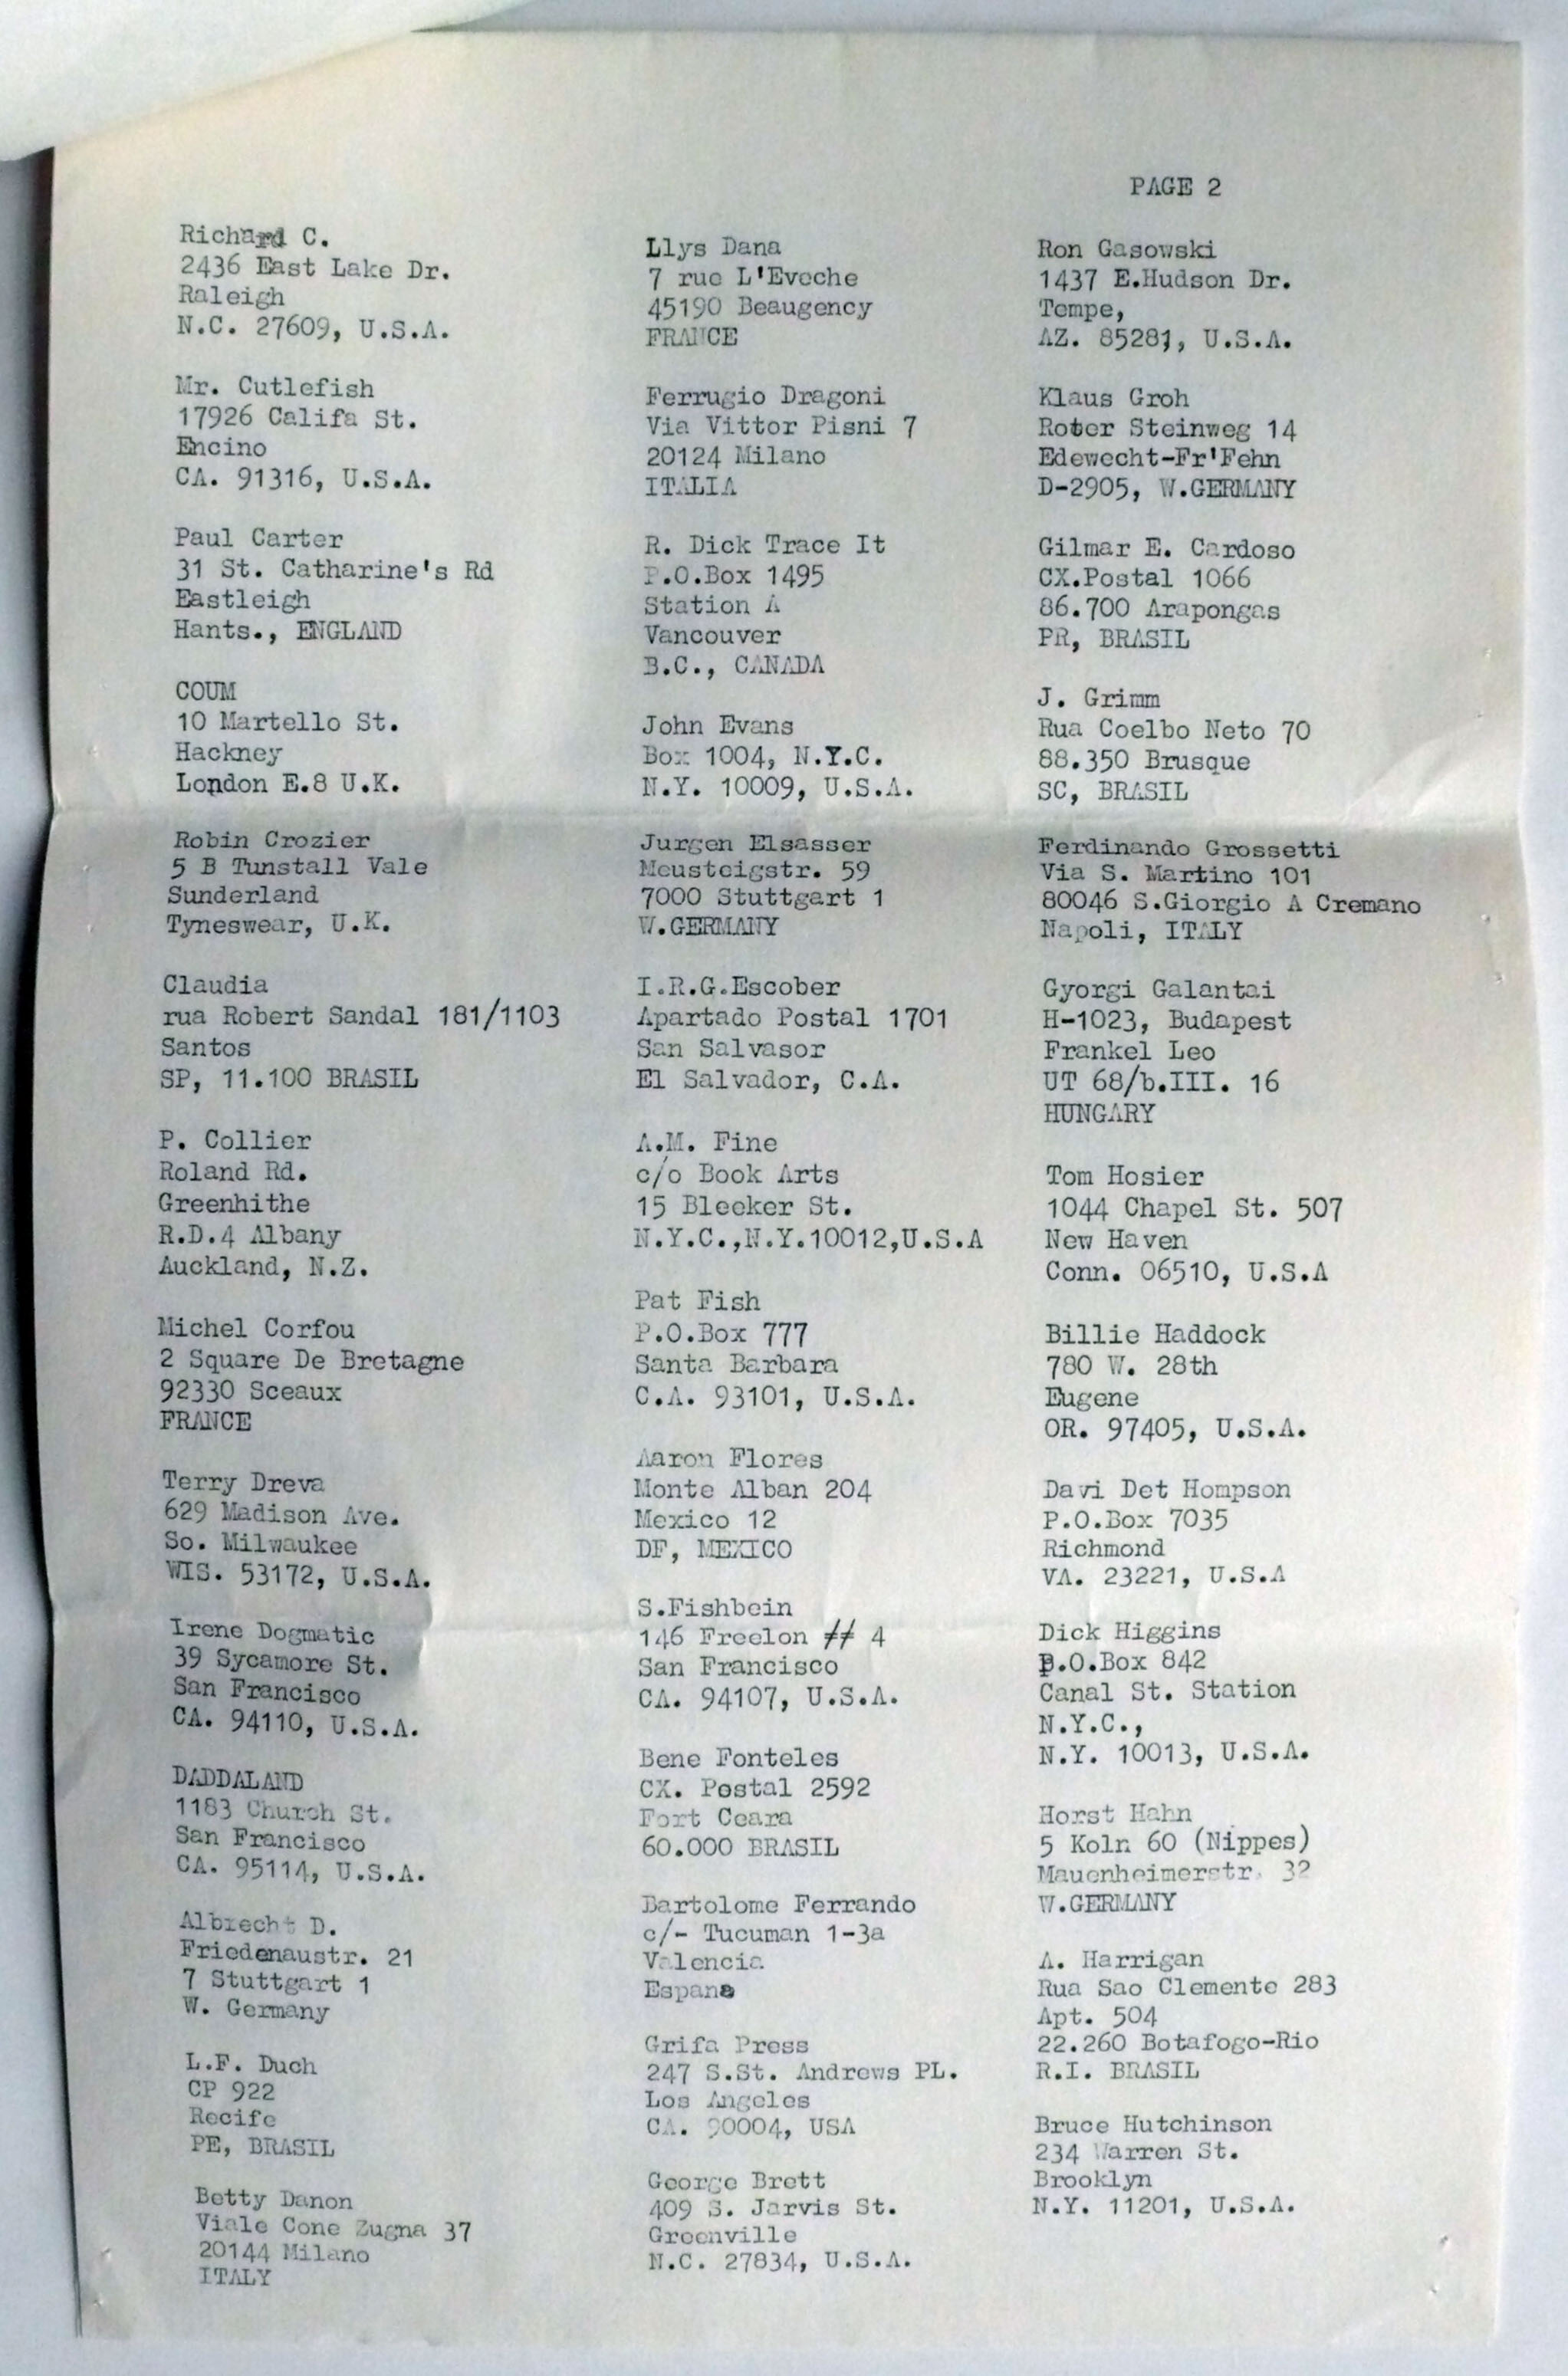 PAGE 2
Richard C.
2436 East Lake Dr.
Raleigh
N.C. 27609, U.S.A.
Mr. Cutlefish
17926 Califa St.
Encino
CA. 91316, U.S.A.
Paul Carter
31 St. Catharine's Rd
Eastleigh
Hants., ENGLAND
COUM
10 Martello St.
Hackney
London E.8 U.K.
Robin Crozier
5 B Tunstall Vale
Sunderland
Tyneswear, U.K.
Claudia
rua Robert Sandal 181/1103
Santos
SP, 11.100 BRASIL
P. Collier
Roland Rd.
Greenhithe
R.D.4 Albany
Auckland, N.Z.
Michel Corfou
2 Square De Bretagne
92330 Sceaux
FRANCE
Terry Dreva
629 Madison Ave.
So. Milwaukee
WIS. 53172, U.S.A.
Irene Dogmatic
39 Sycamore St.
San Francisco
CA. 94110, U.S.A.
DADDALAND
1183 Church St.
San Francisco
CA. 95114, U.S.A.
Albrecht D.
Friedenaustr. 21
7 Stuttgart 1
W. Germany
L.F. Duch
CP 922
Recife
PE, BRASIL
Betty Danon
Viale Cone Zugna 37
20144 Milano
ITALY
Llys Dana
7 rue L'Eveche
45190 Beaugency
FRANCE
Ferrugio Dragoni
Via Vittor Pisni 7
20124 Milano
ITALIA
R. Dick Trace It
P.O.Box 1495
Station A
Vancouver
B.C., CANADA
John Evans
Box 1004, N.Y.C.
N.Y. 10009, U.S.A.
Jurgen Elsasser
Neusteigstr. 59
7000 Stuttgart 1
W.GERMANY
I.R.G.Escober
Apartado Postal 1701
San Salvasor
El Salvador, C.A.
A.M. Fine
c/o Book Arts
15 Bleeker St.
N.Y.C.,N.Y.10012,U.S.A
Pat Fish
P.O.Box 777
Santa Barbara
C.A. 93101, U.S.A.
Aaron Flores
Monte Alban 204
Mexico 12
DF, MEXICO
S.Fishbein
146 Freelon # 4
San Francisco
CA. 94107, U.S.A.
Bene Fonteles
CX. Postal 2592
Fort Ceara
60.000 BRASIL
Bartolome Ferrando
c/- Tucuman 1-3a
Valencia
Espana
Grifa Press
247 S.St. Andrews PL.
Los Angeles
CA. 90004, USA
George Brett
409 S. Jarvis St.
Greenville
N.C. 27834, U.S.A.
Ron Gasowski
1437 E.Hudson Dr.
Tempe,
AZ. 85281, U.S.A.
Klaus Groh
Roter Steinweg 14
Edewecht-Fr'Fehn
D-2905, W.GERMANY
Gilmar E. Cardoso
CX.Postal 1066
86.700 Arapongas
PR, BRASIL
J. Grimm
Rua Coelbo Neto 70
88.350 Brusque
SC, BRASIL
Ferdinando Grossetti
Via S. Martino 101
80046 S.Giorgio A Cremano
Napoli, ITALY
Gyorgi Galantai
H-1023, Budapest
Frankel Leo
UT 68/b.III. 16
HUNGARY
Tom Hosier
1044 Chapel St. 507
New Haven
Conn. 06510, U.S.A
Billie Haddock
780 W. 28th
Eugene
OR. 97405, U.S.A.
Davi Det Hompson
P.O.Box 7035
Richmond
VA. 23221, U.S.A
Dick Higgins
P.O.Box 842
Canal St. Station
N.Y.C.,
N.Y. 10013, U.S.A.
Horst Hahn
5 Koln 60 (Nippes)
Mauenheimerstr. 32
W.GERMANY
A. Harrigan
Rua Sao Clemente 283
Apt. 504
22.260 Botafogo-Rio
R.I. BRASIL
Bruce Hutchinson
234 Warren St.
Brooklyn
N.Y. 11201, U.S.A.